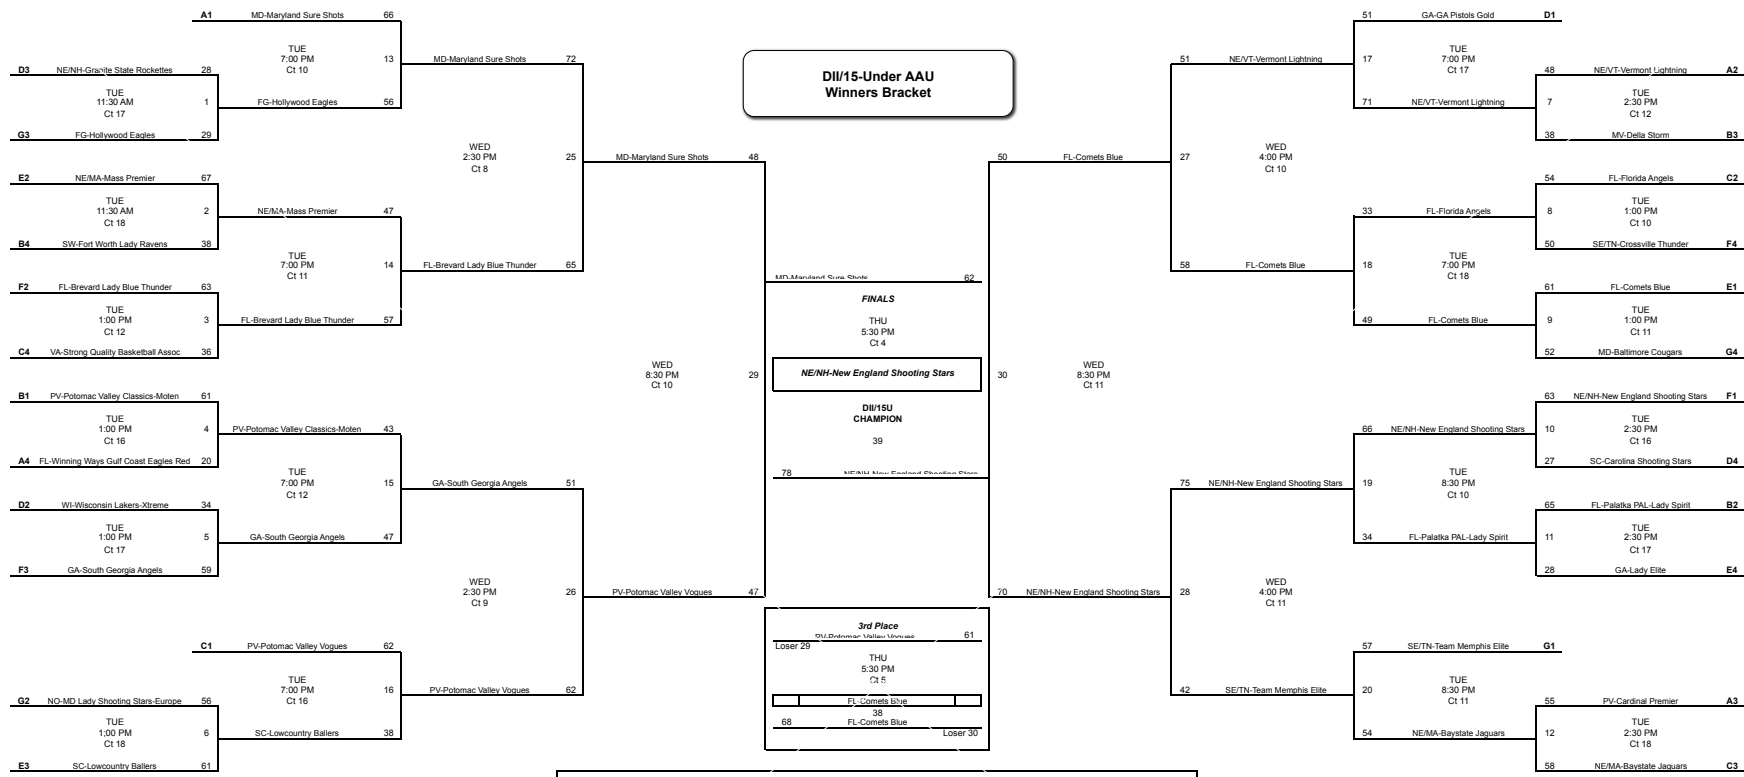 DII/15-Under AAU
Winners Bracket
A1 MD-Maryland Sure Shots 66
TUE
7:00 PM 13
Ct 10
D3 NE/NH-Granite State Rockettes 28
TUE
11:30 AM 1
Ct 17
FG-Hollywood Eagles 56
G3 FG-Hollywood Eagles 29
MD-Maryland Sure Shots 72
WED
2:30 PM 25
Ct 8
E2 NE/MA-Mass Premier 67
TUE
11:30 AM 2
Ct 18
NE/MA-Mass Premier 47
B4 SW-Fort Worth Lady Ravens 38
TUE
7:00 PM 14
Ct 11
FL-Brevard Lady Blue Thunder 65
F2 FL-Brevard Lady Blue Thunder 63
TUE
1:00 PM 3
Ct 12
FL-Brevard Lady Blue Thunder 57
C4 VA-Strong Quality Basketball Assoc 36
MD-Maryland Sure Shots 48
WED
8:30 PM 29
Ct 10
B1 PV-Potomac Valley Classics-Moten 61
TUE
1:00 PM 4
Ct 16
PV-Potomac Valley Classics-Moten 43
A4 FL-Winning Ways Gulf Coast Eagles Red 20
TUE
7:00 PM 15
Ct 12
GA-South Georgia Angels 51
D2 WI-Wisconsin Lakers-Xtreme 34
TUE
1:00 PM 5
Ct 17
GA-South Georgia Angels 47
F3 GA-South Georgia Angels 59
WED
2:30 PM 26
Ct 9
PV-Potomac Valley Vogues 47
C1 PV-Potomac Valley Vogues 62
TUE
7:00 PM 16
Ct 16
PV-Potomac Valley Vogues 62
G2 NO-MD Lady Shooting Stars-Europe 56
TUE
1;00 PM 6
Ct 18
SC-Lowcountry Ballers 38
E3 SC-Lowcountry Ballers 61
MD-Maryland Sure Shots 62
FINALS
THU
5:30 PM
Ct 4
NE/NH-New England Shooting Stars
DII/15U
CHAMPION
39
78 NE/NH-New England Shooting Stars
3rd Place
PV-Potomac Valley Vogues 61
Loser 29
THU
5:30 PM
Ct 5
FL-Comets Blue
38
68 FL-Comets Blue
Loser 30
51 GA-GA Pistols Gold D1
TUE
17 7:00 PM
Ct 17
51 NE/VT-Vermont Lightning
48 NE/VT-Vermont Lightning A2
TUE
7 2:30 PM
Ct 12
71 NE/VT-Vermont Lightning
38 MV-Della Storm B3
50 FL-Comets Blue
WED
27 4:00 PM
Ct 10
54 FL-Florida Angels C2
TUE
8 1:00 PM
Ct 10
33 FL-Florida Angels
50 SE/TN-Crossville Thunder F4
TUE
18 7:00 PM
Ct 18
58 FL-Comets Blue
61 FL-Comets Blue E1
TUE
9 1:00 PM
Ct 11
49 FL-Comets Blue
52 MD-Baltimore Cougars G4
WED
30 8:30 PM
Ct 11
63 NE/NH-New England Shooting Stars F1
TUE
10 2:30 PM
Ct 16
66 NE/NH-New England Shooting Stars
27 SC-Carolina Shooting Stars D4
TUE
19 8:30 PM
Ct 10
75 NE/NH-New England Shooting Stars
65 FL-Palatka PAL-Lady Spirit B2
TUE
11 2:30 PM
Ct 17
34 FL-Palatka PAL-Lady Spirit
28 GA-Lady Elite E4
WED
28 4:00 PM
Ct 11
70 NE/NH-New England Shooting Stars
57 SE/TN-Team Memphis Elite G1
TUE
20 8:30 PM
Ct 11
42 SE/TN-Team Memphis Elite
55 PV-Cardinal Premier A3
TUE
12 2:30 PM
Ct 18
54 NE/MA-Baystate Jaguars
58 NE/MA-Baystate Jaguars C3